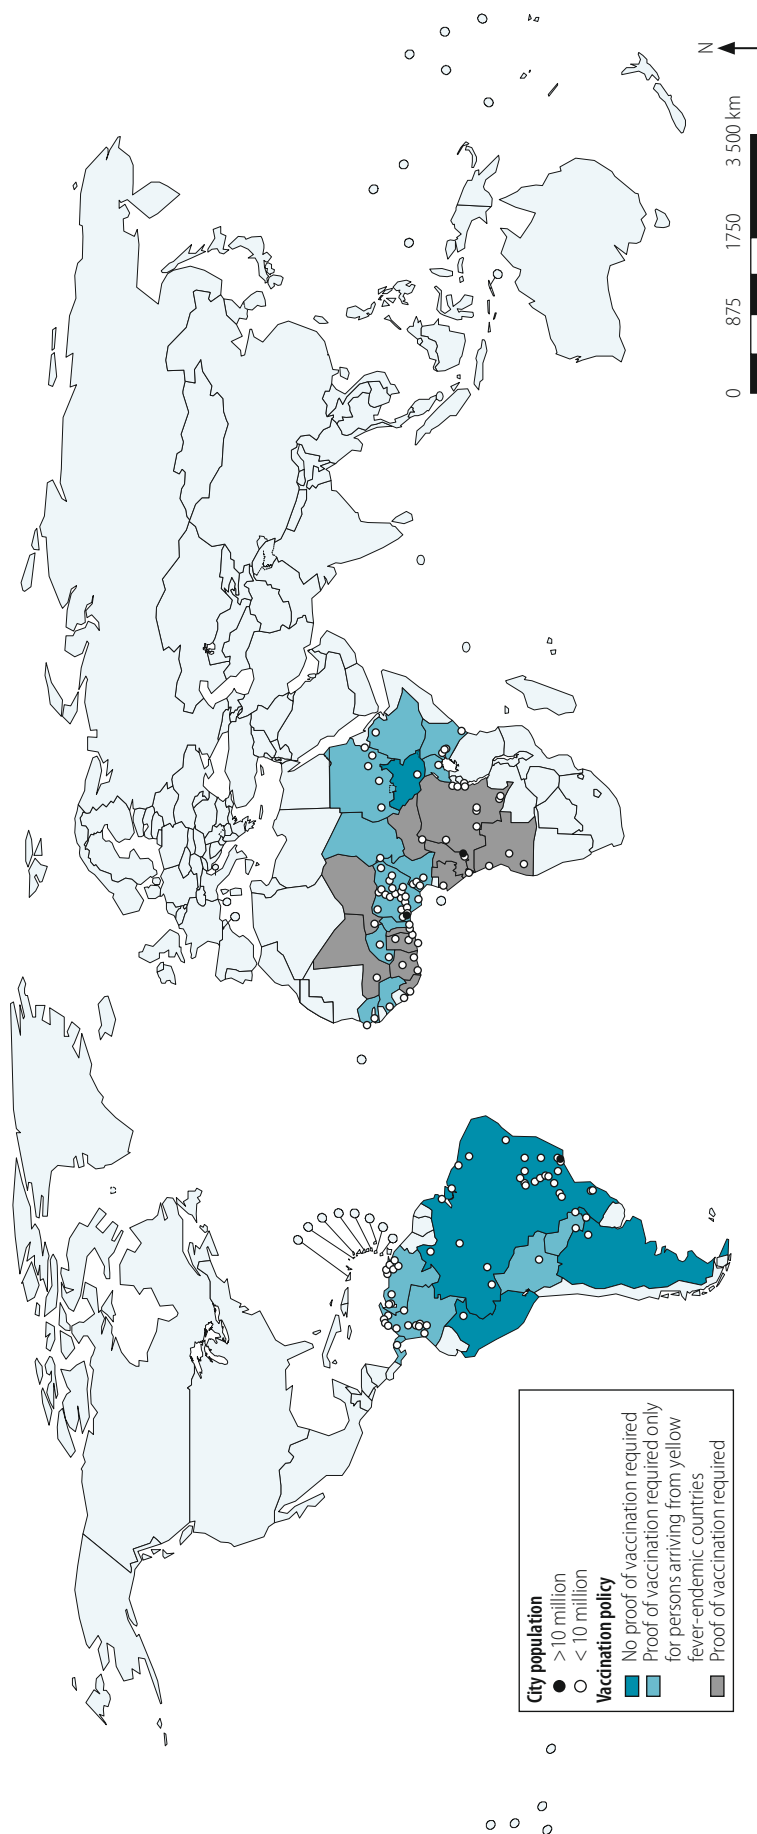 City population
> 10 million
< 10 million
Vaccination policy
No proof of vaccination required
Proof of vaccination required only
for persons arriving from yellow
fever-endemic countries
Proof of vaccination required
0 875 1750 3 500 km
N